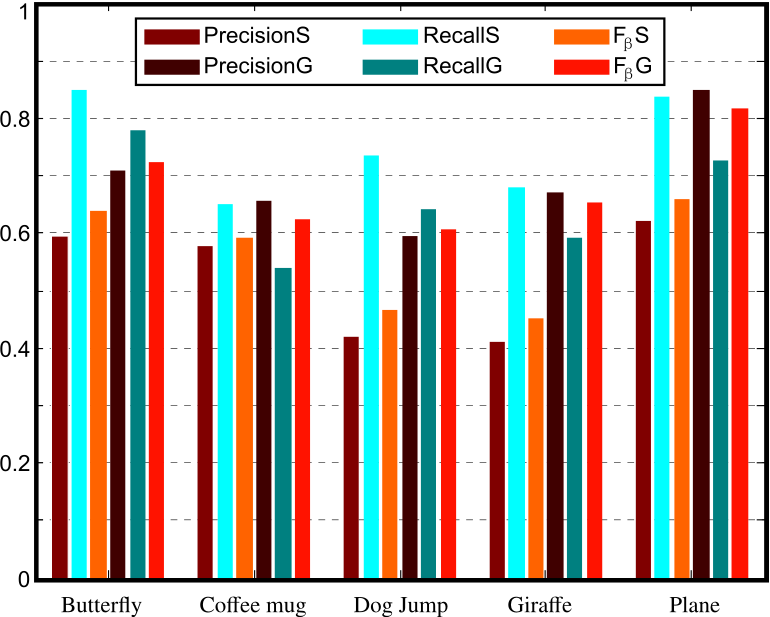 1
0.8
0.6
0.4
0.2
0
PrecisionS RecallS FβS
PrecisionG RecallG FβG
Butterfly Coffee mug Dog Jump Giraffe Plane